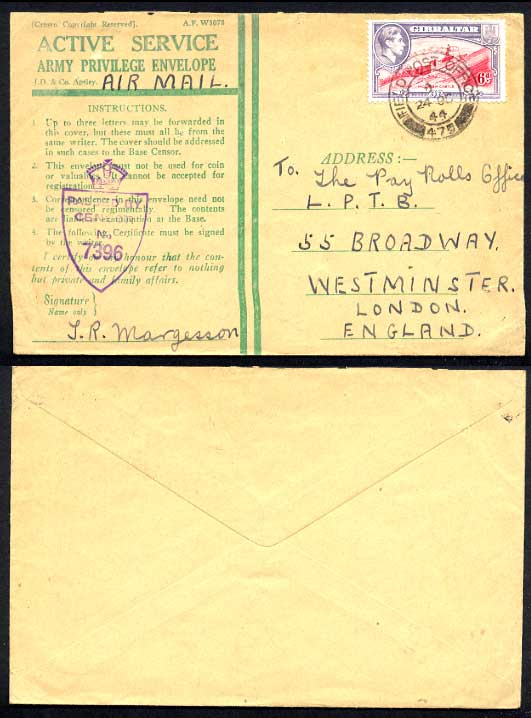 [Crown Copyright Reserved]. A.F. W3078
ACTIVE SERVICE
ARMY PRIVILEGE ENVELOPE
J.D. & Co. Aptley.
AIR MAIL.
INSTRUCTIONS.
1. Up to three letters may be forwarded in
this cover, but these must all be from the
same writer. The cover should be addressed
in such cases to the Base Censor.
2. This envelope must not be used for coin
or valuables. It cannot be accepted for
registration.
3. Correspondence in this envelope need not
be censored regimentally. The contents
are liable to examination at the Base.
4. The following Certificate must be signed
by the writer:
I certify on my honour that the con-
tents of this envelope refer to nothing
but private and family affairs.
Signature
Name only
J. R. Margesson
PASSED BY
CENSOR
No.
7396
GIBRALTAR
6d
FIELD POST OFFICE
24 OC
44
475
ADDRESS :—
To. The Pay Rolls Office
L. P. T. B.
55 BROADWAY.
WESTMINSTER.
LONDON.
ENGLAND.